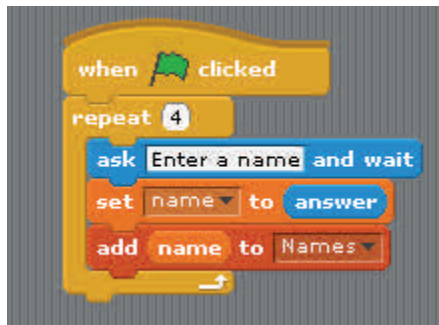 when clicked
repeat 4
ask Enter a name and wait
set name to answer
add name to Names